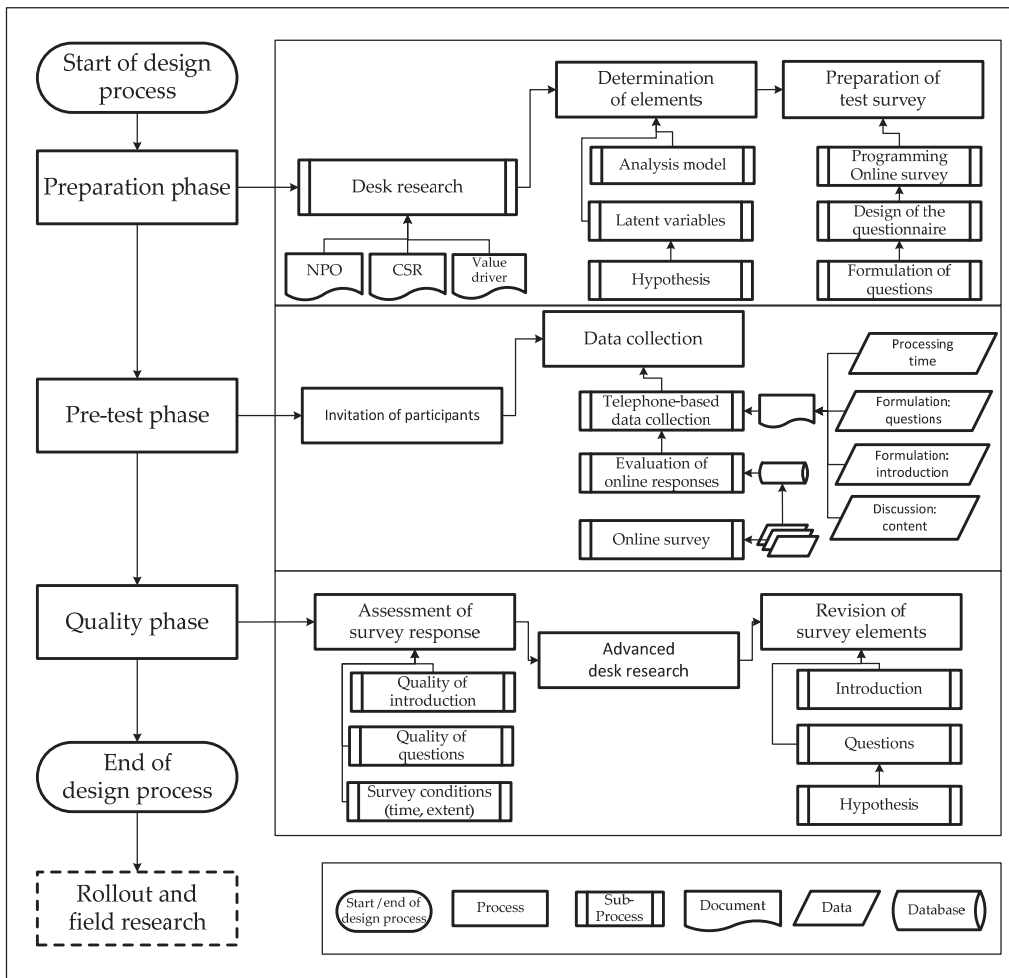 Start of design
process
Preparation phase
Pre-test phase
Quality phase
End of
design process
Rollout and
field research
Desk research
NPO
CSR
Value
driver
Determination
of elements
Analysis model
Latent variables
Hypothesis
Preparation of
test survey
Programming
Online survey
Design of the
questionnaire
Formulation of
questions
Invitation of participants
Data collection
Telephone-based
data collection
Evaluation of
online responses
Online survey
Processing
time
Formulation:
questions
Formulation:
introduction
Discussion:
content
Assessment of
survey response
Quality of
introduction
Quality of
questions
Survey conditions
(time, extent)
Advanced
desk research
Revision of
survey elements
Introduction
Questions
Hypothesis
Start / end of
design process
Process
Sub-
Process
Document
Data
Database